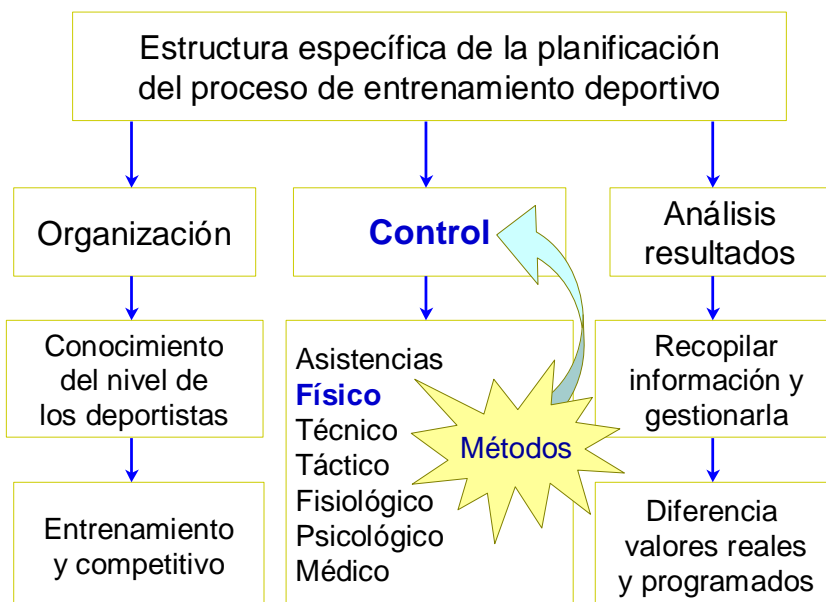 Estructura específica de la planificación
del proceso de entrenamiento deportivo
Organización
Control
Análisis
resultados
Conocimiento
del nivel de
los deportistas
Asistencias
Físico
Técnico
Táctico
Fisiológico
Psicológico
Médico
Métodos
Recopilar
información y
gestionarla
Entrenamiento
y competitivo
Diferencia
valores reales
y programados